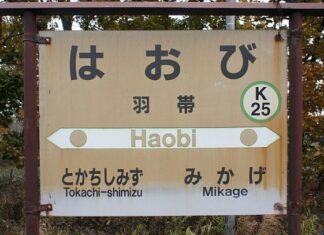 はおび
羽帯
K
25
Haobi
とかちしみず みかげ
Tokachi-shimizu Mikage